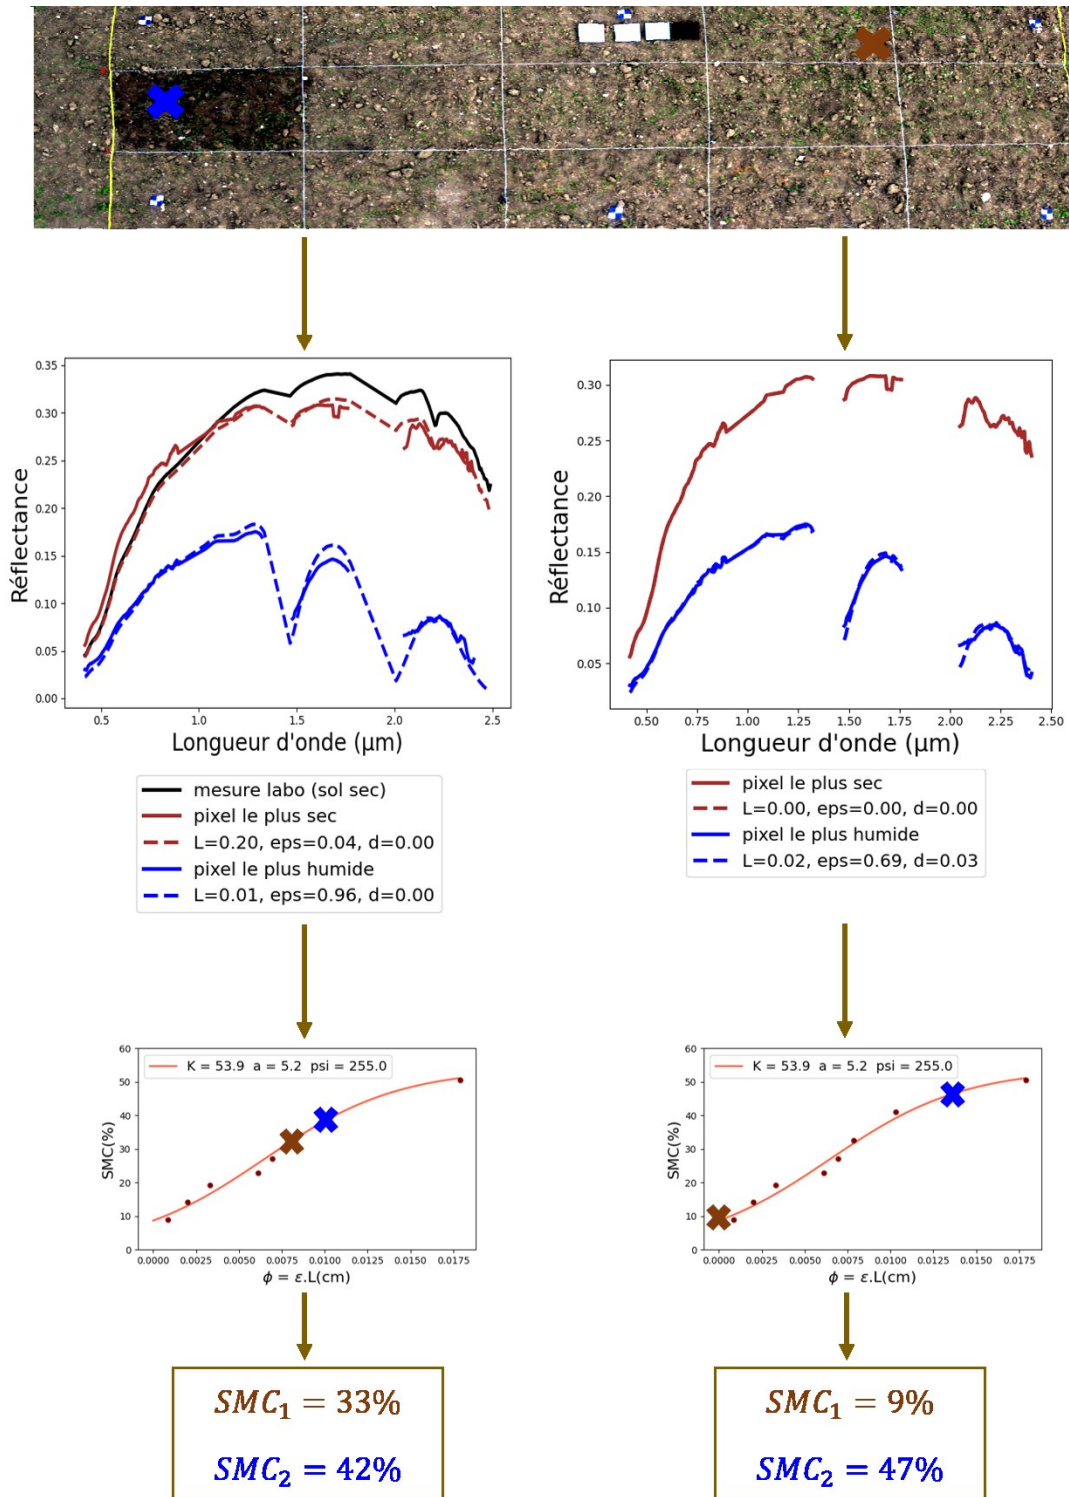 0.35
0.30
0.25
0.20
0.15
0.10
0.05
0.00
Réflectance
0.5
1.0
1.5
2.0
2.5
Longueur d'onde (µm)
mesure labo (sol sec)
pixel le plus sec
L=0.20, eps=0.04, d=0.00
pixel le plus humide
L=0.01, eps=0.96, d=0.00
0.30
0.25
0.20
0.15
0.10
0.05
Réflectance
0.50
0.75
1.00
1.25
1.50
1.75
2.00
2.25
2.50
Longueur d'onde (µm)
pixel le plus sec
L=0.00, eps=0.00, d=0.00
pixel le plus humide
L=0.02, eps=0.69, d=0.03
60
50
40
30
20
10
0
SMC(%)
K = 53.9 a = 5.2 psi = 255.0
0.0000
0.0025
0.0050
0.0075
0.0100
0.0125
0.0150
0.0175
ϕ = ε.L(cm)
60
50
40
30
20
10
0
SMC(%)
K = 53.9 a = 5.2 psi = 255.0
0.0000
0.0025
0.0050
0.0075
0.0100
0.0125
0.0150
0.0175
ϕ = ε.L(cm)
SMC₁ = 33%
SMC₂ = 42%
SMC₁ = 9%
SMC₂ = 47%